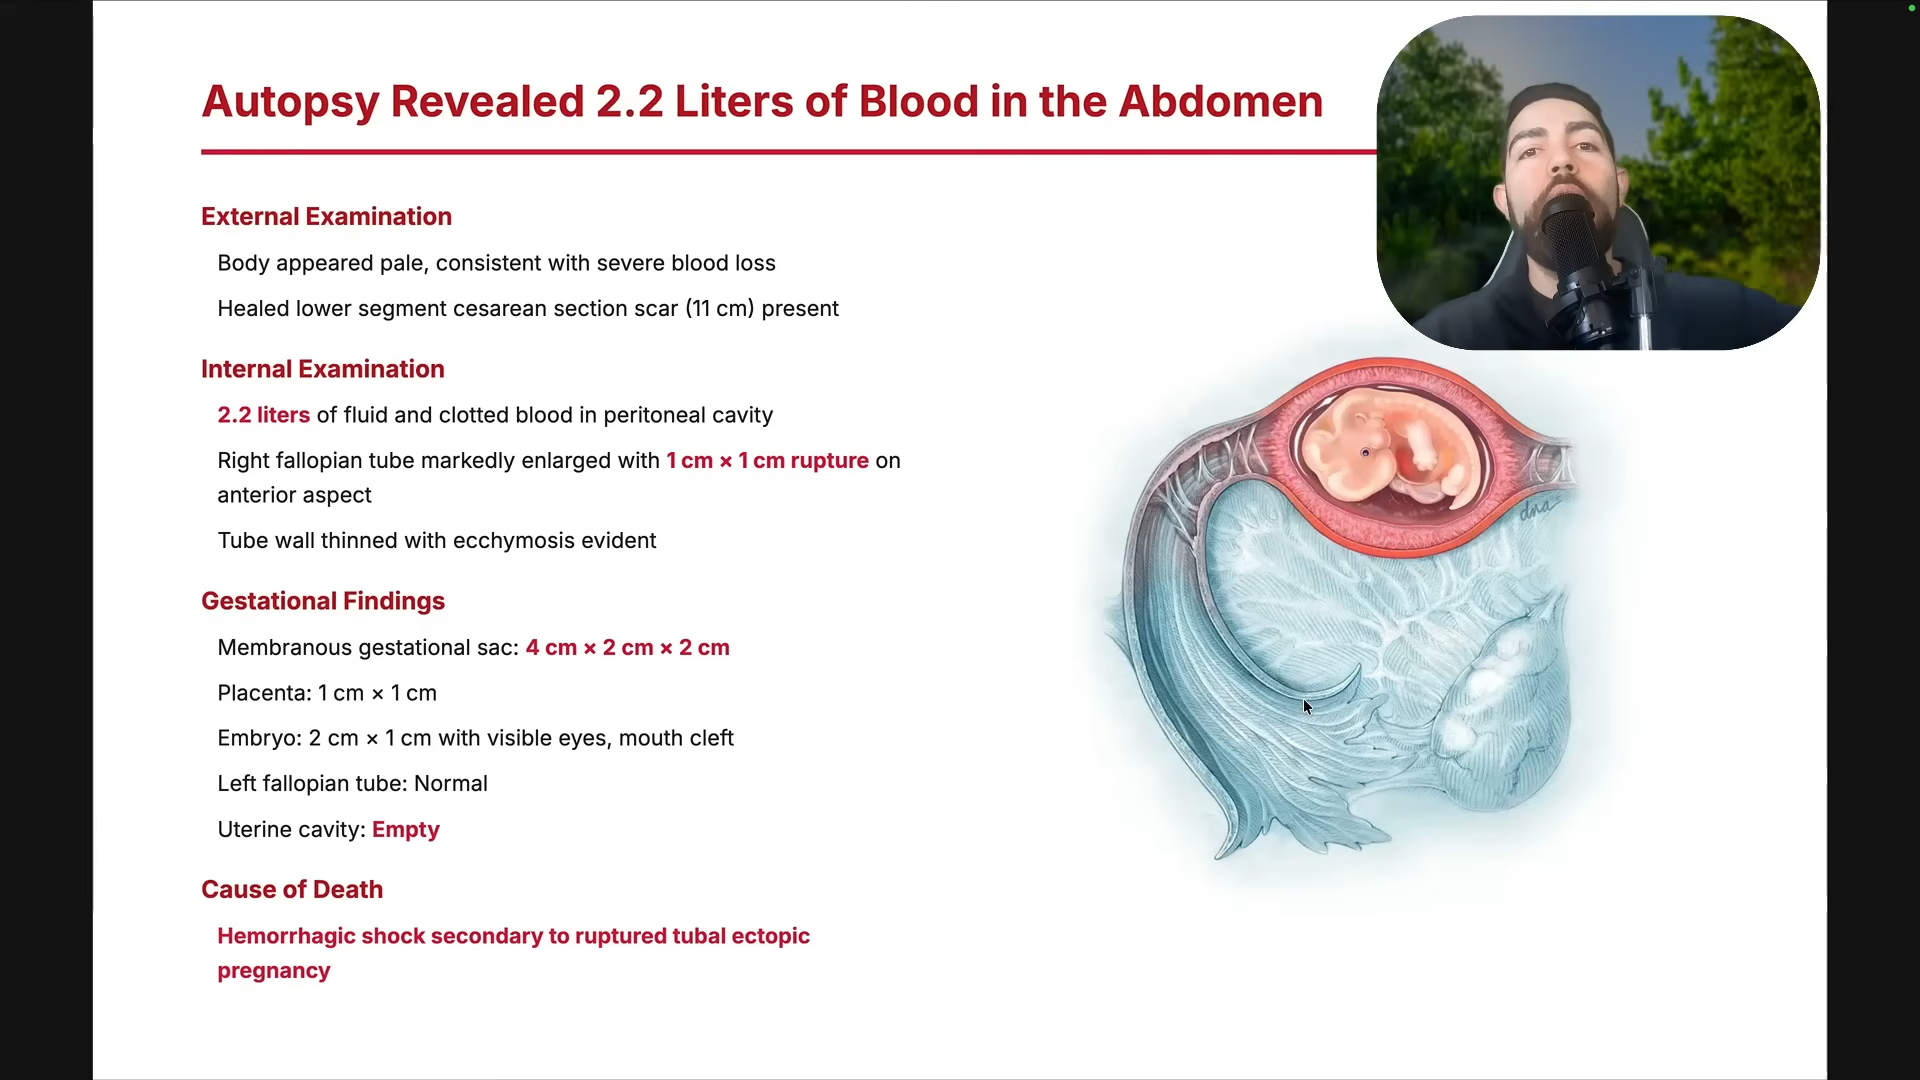 Autopsy Revealed 2.2 Liters of Blood in the Abdomen
External Examination
Body appeared pale, consistent with severe blood loss
Healed lower segment cesarean section scar (11 cm) present
Internal Examination
2.2 liters of fluid and clotted blood in peritoneal cavity
Right fallopian tube markedly enlarged with 1 cm × 1 cm rupture on
anterior aspect
Tube wall thinned with ecchymosis evident
Gestational Findings
Membranous gestational sac: 4 cm × 2 cm × 2 cm
Placenta: 1 cm × 1 cm
Embryo: 2 cm × 1 cm with visible eyes, mouth cleft
Left fallopian tube: Normal
Uterine cavity: Empty
Cause of Death
Hemorrhagic shock secondary to ruptured tubal ectopic
pregnancy
dna